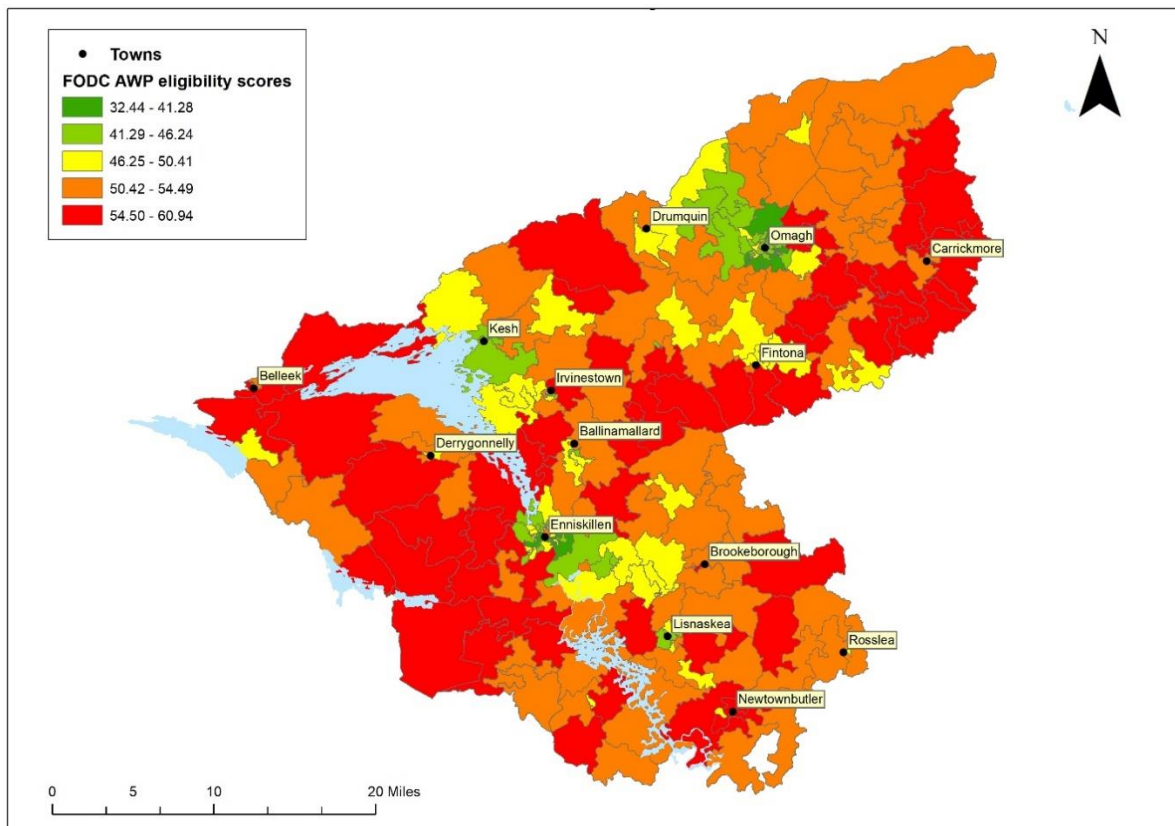 Towns
FODC AWP eligibility scores
32.44 - 41.28
41.29 - 46.24
46.25 - 50.41
50.42 - 54.49
54.50 - 60.94
N
Drumquin
Omagh
Carrickmore
Kesh
Fintona
Belleek
Irvinestown
Ballinamallard
Derrygonnelly
Enniskillen
Brookeborough
Lisnaskea
Rosslea
Newtownbutler
0 5 10 20 Miles